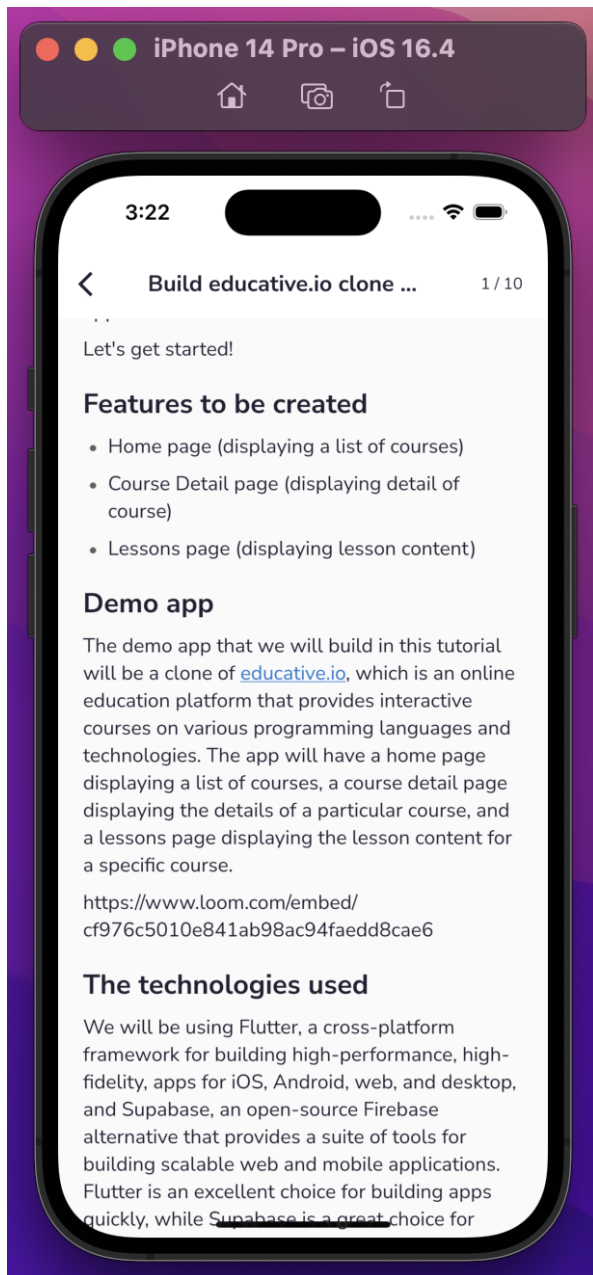 iPhone 14 Pro – iOS 16.4
3:22
Build educative.io clone ...
1 / 10
Let's get started!
Features to be created
• Home page (displaying a list of courses)
• Course Detail page (displaying detail of
course)
• Lessons page (displaying lesson content)
Demo app
The demo app that we will build in this tutorial
will be a clone of educative.io, which is an online
education platform that provides interactive
courses on various programming languages and
technologies. The app will have a home page
displaying a list of courses, a course detail page
displaying the details of a particular course, and
a lessons page displaying the lesson content for
a specific course.
https://www.loom.com/embed/
cf976c5010e841ab98ac94faedd8cae6
The technologies used
We will be using Flutter, a cross-platform
framework for building high-performance, high-
fidelity, apps for iOS, Android, web, and desktop,
and Supabase, an open-source Firebase
alternative that provides a suite of tools for
building scalable web and mobile applications.
Flutter is an excellent choice for building apps
quickly, while Supabase is a great choice for